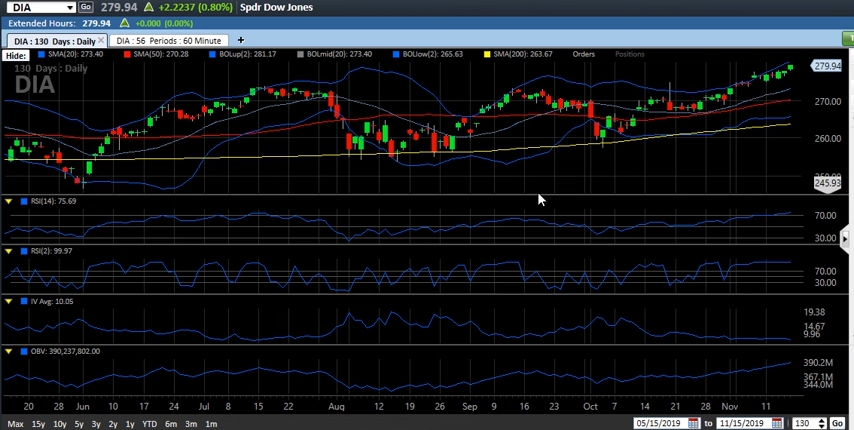 DIA Go 279.94 +2.2237 (0.80%) Spdr Dow Jones
Extended Hours: 279.94 +0.000 (0.00%)
DIA : 130 Days : Daily DIA : 56 Periods : 60 Minute
Hide: SMA(20): 273.40 SMA(50): 270.28 BOLup(2): 281.17 BOLmid(20): 273.40 BOLlow(2): 265.63 SMA(200): 263.67 Orders Positions
130 Days : Daily
DIA
279.94
270.00
260.00
245.93
RSI(14): 75.69
70.00
30.00
RSI(2): 99.97
70.00
30.00
IV Avg: 10.05
19.38
14.67
9.96
OBV: 390,237,802.00
390.2M
367.1M
344.0M
20 28 Jun 10 17 24 Jul 8 15 22 Aug 12 19 26 Sep 9 16 23 Oct 7 14 21 28 Nov 11
Max 15y 10y 5y 3y 2y 1y YTD 6m 3m 1m 05/15/2019 to 11/15/2019 130 Go